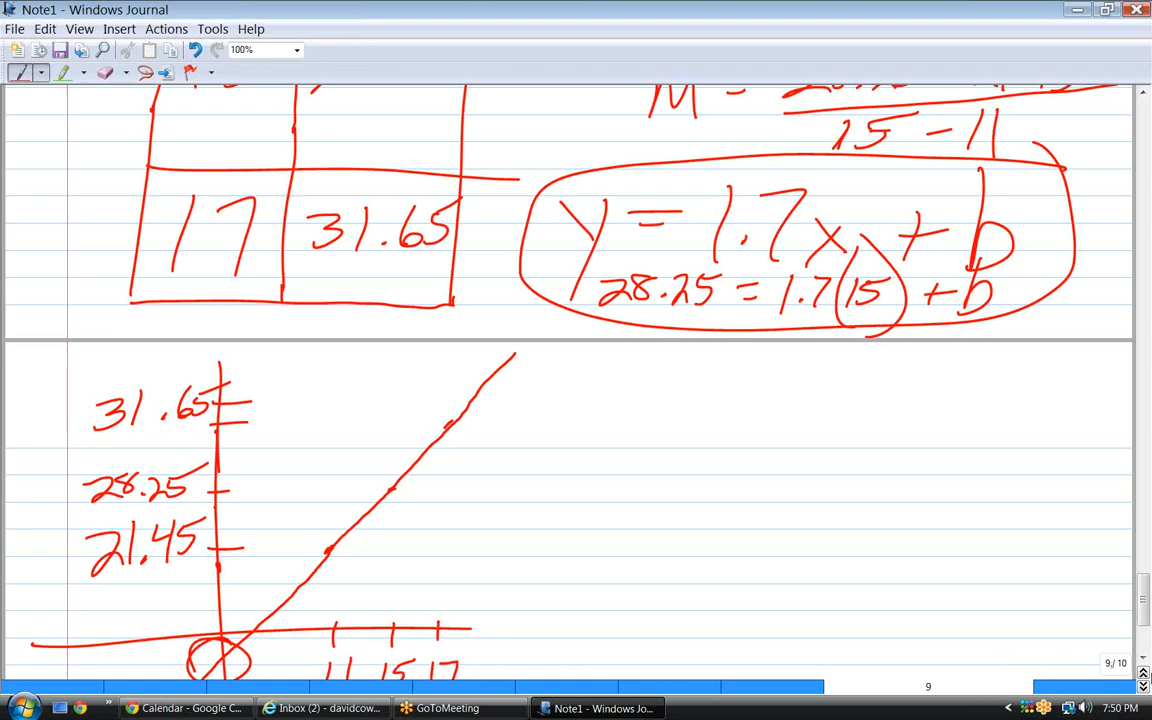 Note1 - Windows Journal
File Edit View Insert Actions Tools Help
100%
M =
15 - 11
17 31.65
y = 1.7x + b
28.25 = 1.7(15) + b
31.65
28.25
21.45
11 15 17
9 / 10
9
Calendar - Google C...
Inbox (2) - davidcow...
GoToMeeting
Note1 - Windows Jo...
7:50 PM